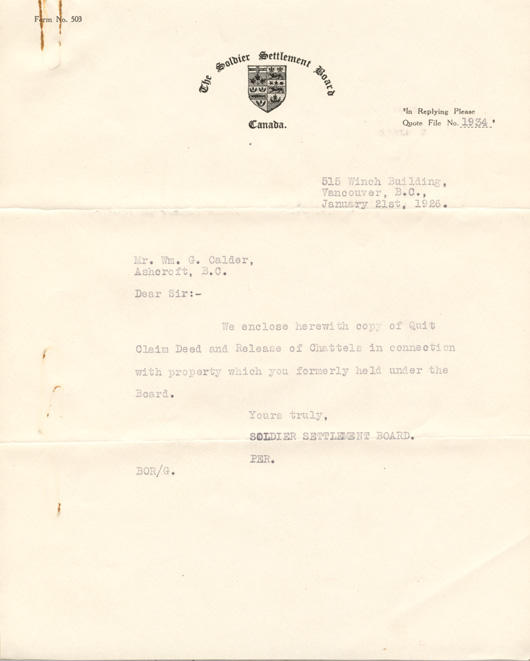 Form No. 503
The Soldier Settlement Board
Canada.
"In Replying Please
Quote File No. 1934 "
515 Winch Building,
Vancouver, B.C.,
January 21st, 1926.
Mr. Wm. G. Calder,
Ashcroft, B.C.
Dear Sir:-
We enclose herewith copy of Quit
Claim Deed and Release of Chattels in connection
with property which you formerly held under the
Board.
Yours truly,
SOLDIER SETTLEMENT BOARD.
PER.
BOR/G.